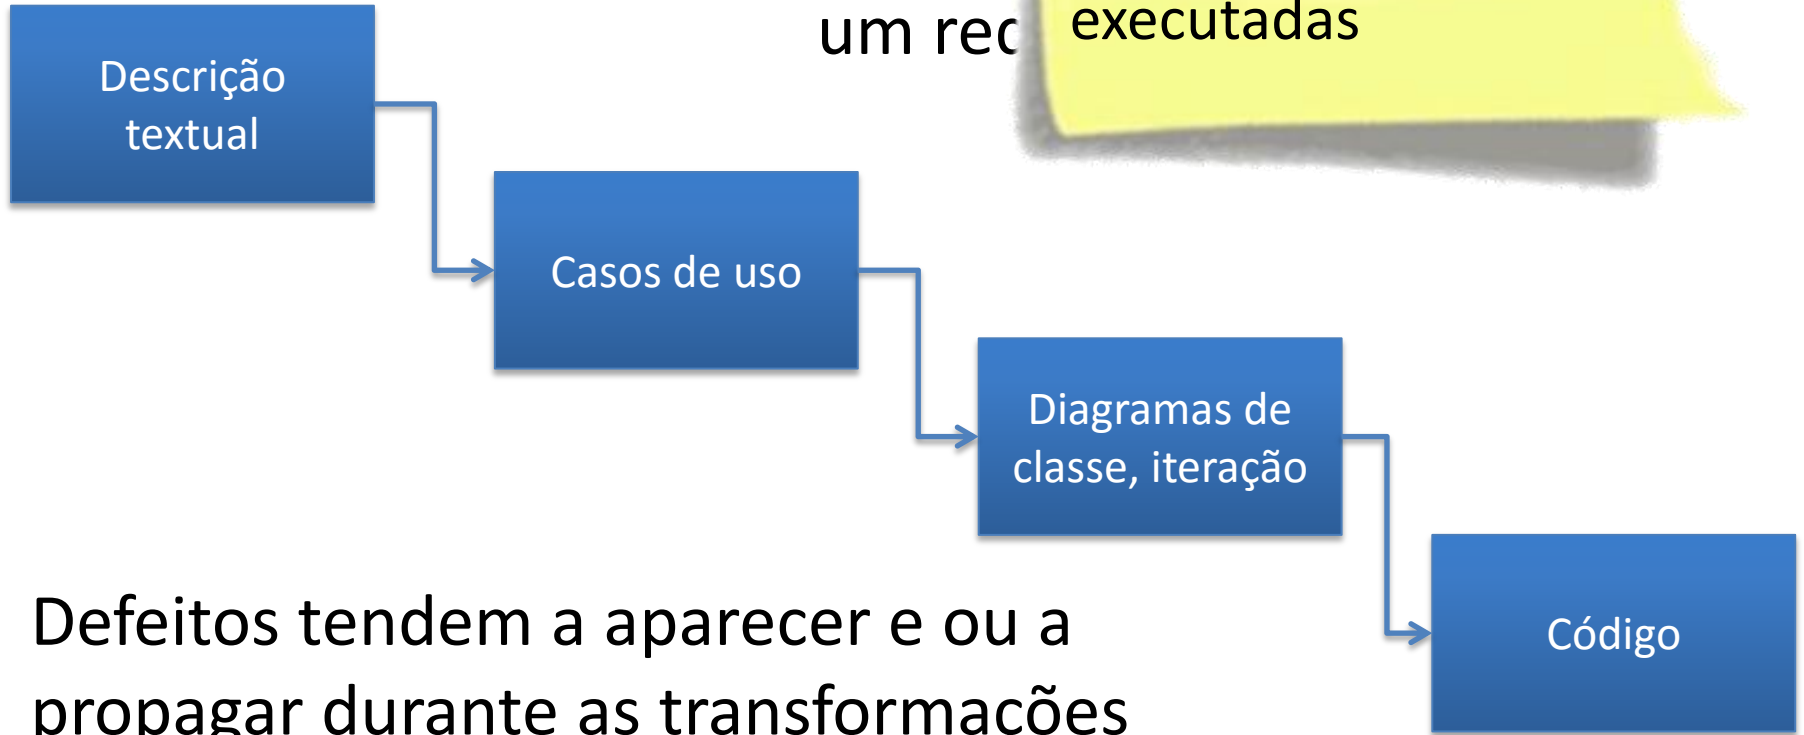 um
executadas
Descrição
textual
Casos de uso
Diagramas de
classe, iteração
Código
Defeitos tendem a aparecer e ou a
propagar durante as transformações